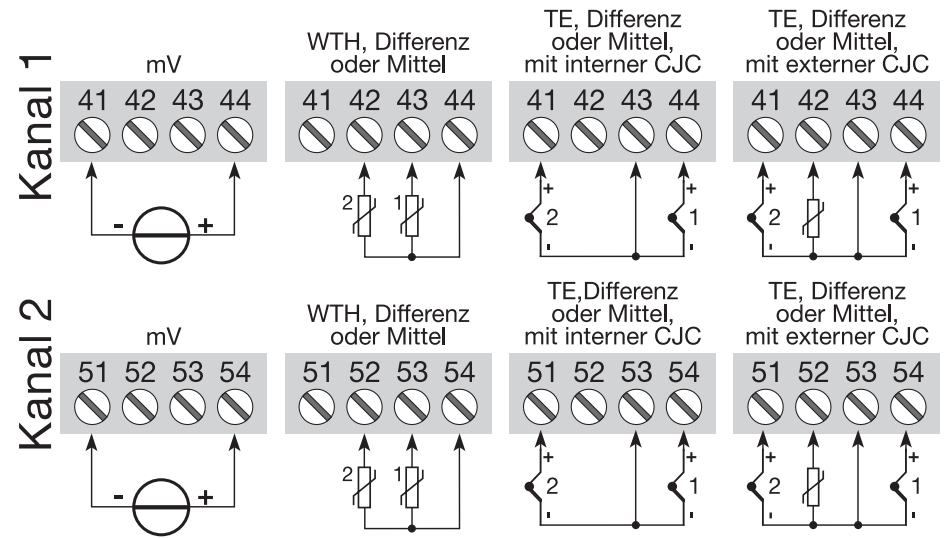 Kanal 1
mV
41 42 43 44
- +
WTH, Differenz
oder Mittel
41 42 43 44
2 1
TE, Differenz
oder Mittel,
mit interner CJC
41 42 43 44
+ +
2 1
- -
TE, Differenz
oder Mittel,
mit externer CJC
41 42 43 44
+ +
2 1
- -
Kanal 2
mV
51 52 53 54
- +
WTH, Differenz
oder Mittel
51 52 53 54
2 1
TE,Differenz
oder Mittel,
mit interner CJC
51 52 53 54
+ +
2 1
- -
TE, Differenz
oder Mittel,
mit externer CJC
51 52 53 54
+ +
2 1
- -